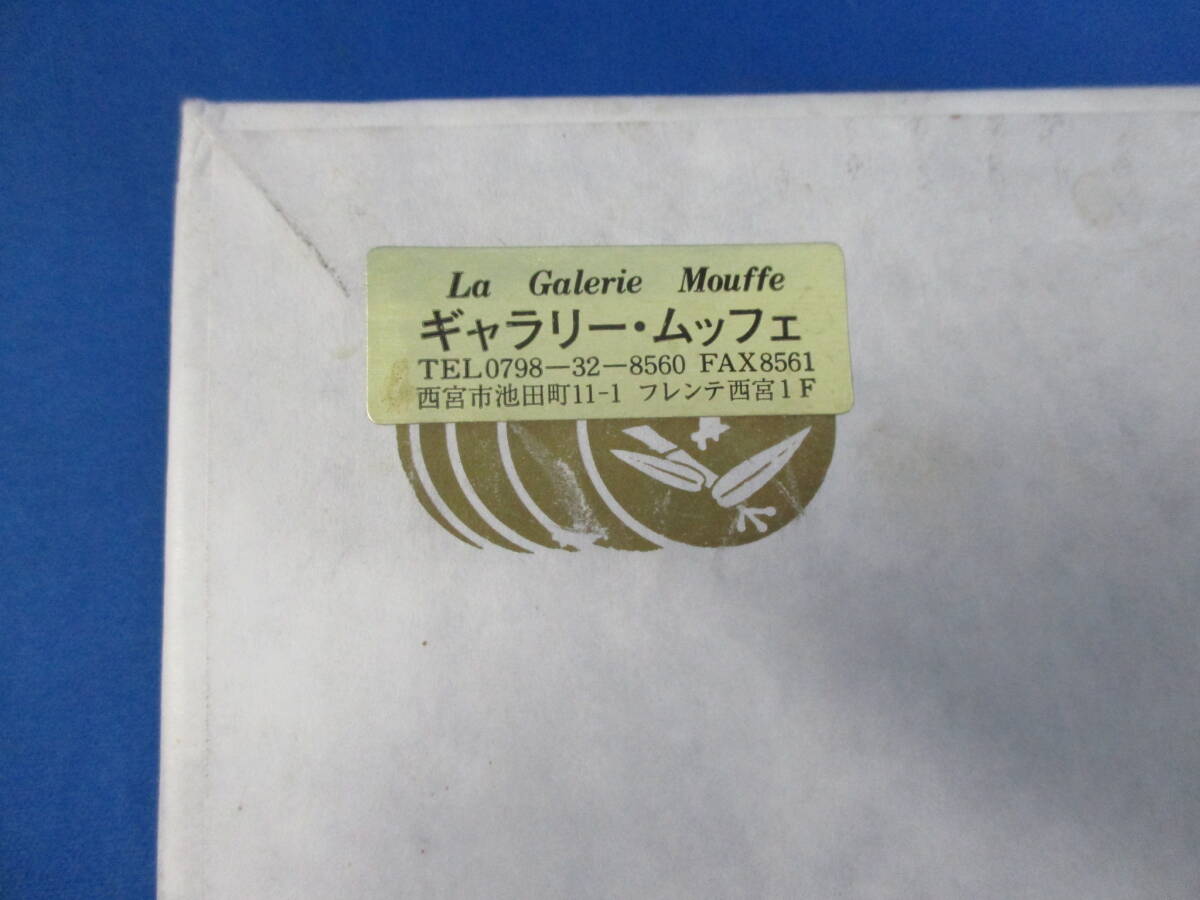 La Galerie Mouffe
ギャラリー・ムッフェ
TEL0798−32−8560 FAX8561
西宮市池田町11-1 フレンテ西宮1F